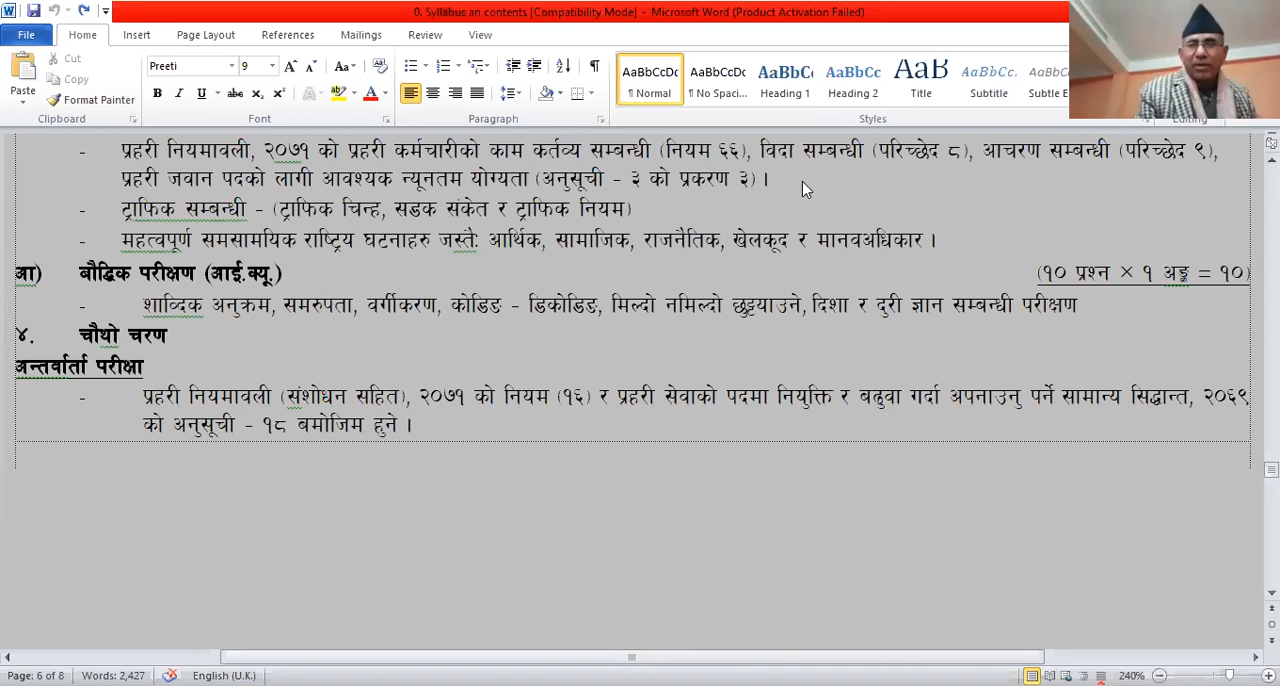 0. Syllabus an contents [Compatibility Mode] - Microsoft Word (Product Activation Failed)
File Home Insert Page Layout References Mailings Review View
Cut Preeti 9 Aa AaBbCcDc AaBbCcDc AaBbC AaBbCc AaB AaBbCc. AaBbCc
Copy
Paste Format Painter B I U abc x₂ x² A A Normal No Spaci... Heading 1 Heading 2 Title Subtitle Subtle E
Clipboard Font Paragraph Styles Editing
- प्रहरी नियमावली, २०७१ को प्रहरी कर्मचारीको काम कर्तव्य सम्बन्धी (नियम ६६), विदा सम्बन्धी (परिच्छेद ८), आचरण सम्बन्धी (परिच्छेद ९),
प्रहरी जवान पदको लागी आवश्यक न्यूनतम योग्यता (अनुसूची - ३ को प्रकरण ३) ।
- ट्राफिक सम्बन्धी - (ट्राफिक चिन्ह, सडक संकेत र ट्राफिक नियम)
- महत्वपूर्ण समसामयिक राष्ट्रिय घटनाहरु जस्तै: आर्थिक, सामाजिक, राजनैतिक, खेलकूद र मानवअधिकार ।
आ) बौद्धिक परीक्षण (आई.क्यू.) (१० प्रश्न × १ अङ्क = १०)
- शाव्दिक अनुक्रम, समरुपता, वर्गीकरण, कोडिङ - डिकोडिङ, मिल्दो नमिल्दो छुट्टयाउने, दिशा र दुरी ज्ञान सम्बन्धी परीक्षण
४. चौथो चरण
अन्तर्वार्ता परीक्षा
- प्रहरी नियमावली (संशोधन सहित), २०७१ को नियम (१६) र प्रहरी सेवाको पदमा नियुक्ति र बढुवा गर्दा अपनाउनु पर्ने सामान्य सिद्धान्त, २०६९
को अनुसूची - १८ बमोजिम हुने ।
Page: 6 of 8 Words: 2,427 English (U.K.) 240%